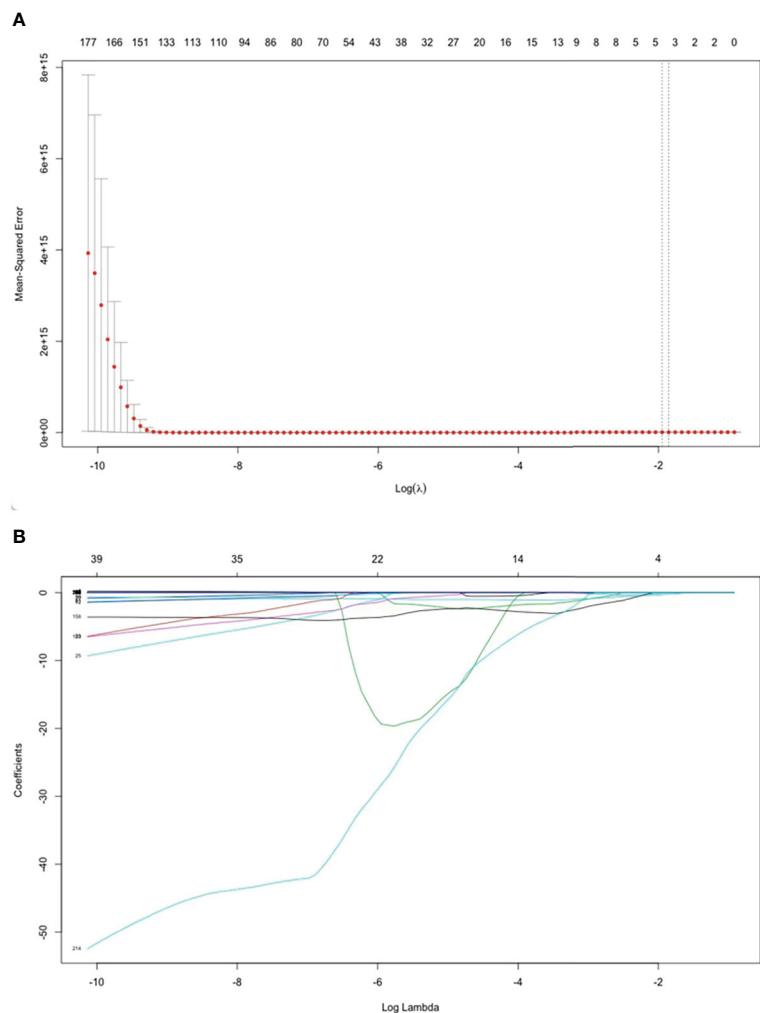 A
177 166 151 133 113 110 94 86 80 70 54 43 38 32 27 20 16 15 13 9 8 8 5 5 3 2 2 0
8e+15
6e+15
4e+15
2e+15
0e+00
Mean-Squared Error
-10 -8 -6 -4 -2
Log(λ)
B
39 35 22 14 4
0
-10
-20
-30
-40
-50
Coefficients
25
214
-10 -8 -6 -4 -2
Log Lambda